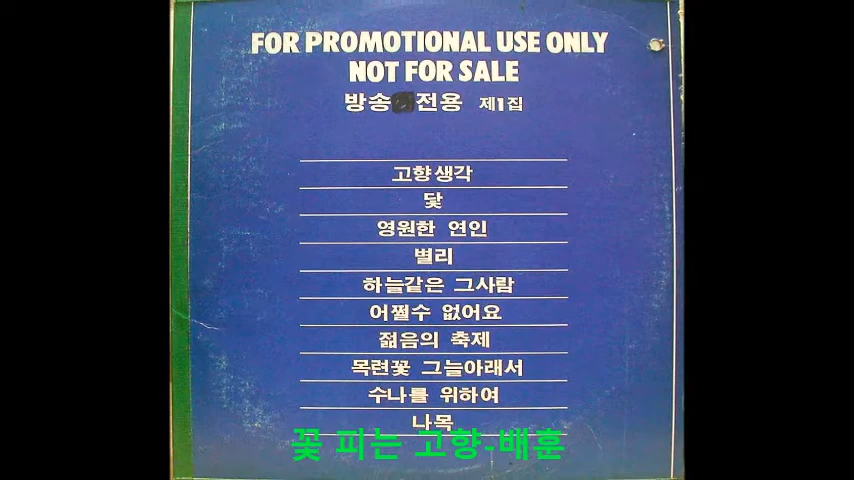 FOR PROMOTIONAL USE ONLY
NOT FOR SALE
방송 전용 제1집
고향생각
닻
영원한 연인
별리
하늘같은 그사람
어쩔수 없어요
젊음의 축제
목련꽃 그늘아래서
수나를 위하여
나목
꽃 피는 고향-배훈